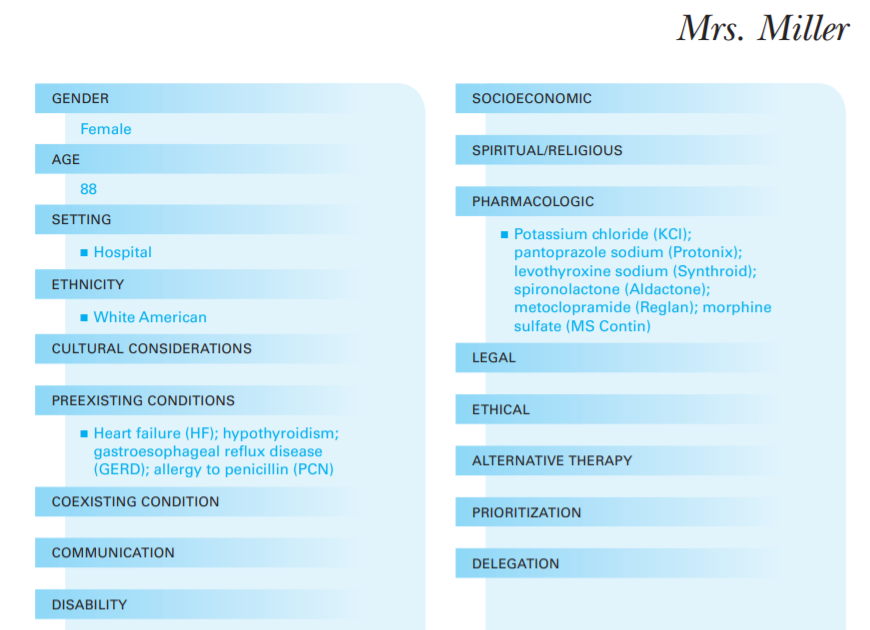 Mrs. Miller
GENDER
Female
AGE
88
SETTING
■ Hospital
ETHNICITY
■ White American
CULTURAL CONSIDERATIONS
PREEXISTING CONDITIONS
■ Heart failure (HF); hypothyroidism;
gastroesophageal reflux disease
(GERD); allergy to penicillin (PCN)
COEXISTING CONDITION
COMMUNICATION
DISABILITY
SOCIOECONOMIC
SPIRITUAL/RELIGIOUS
PHARMACOLOGIC
■ Potassium chloride (KCl);
pantoprazole sodium (Protonix);
levothyroxine sodium (Synthroid);
spironolactone (Aldactone);
metoclopramide (Reglan); morphine
sulfate (MS Contin)
LEGAL
ETHICAL
ALTERNATIVE THERAPY
PRIORITIZATION
DELEGATION